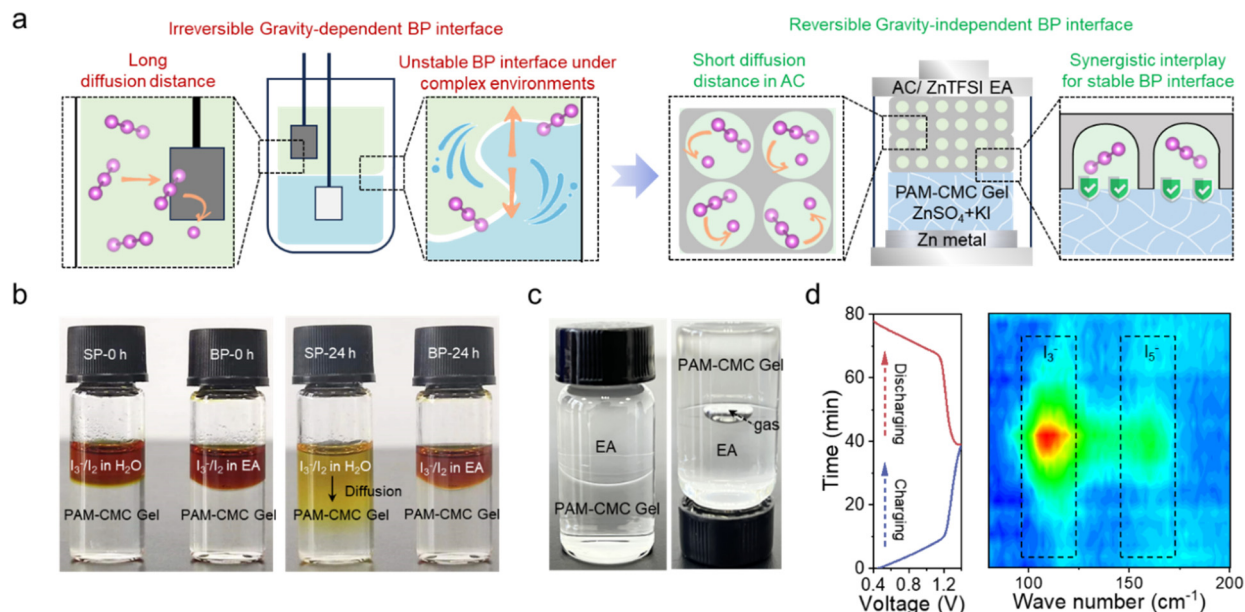 a
Irreversible Gravity-dependent BP interface
Long
diffusion distance
Unstable BP interface under
complex environments
Reversible Gravity-independent BP interface
Short diffusion
distance in AC
AC/ ZnTFSI EA
PAM-CMC Gel
ZnSO₄+KI
Zn metal
Synergistic interplay
for stable BP interface
b
SP-0 h
BP-0 h
SP-24 h
BP-24 h
I₃⁻/I₂ in H₂O
I₃⁻/I₂ in EA
I₃⁻/I₂ in H₂O
I₃⁻/I₂ in EA
Diffusion
PAM-CMC Gel
PAM-CMC Gel
PAM-CMC Gel
PAM-CMC Gel
c
EA
PAM-CMC Gel
PAM-CMC Gel
gas
EA
d
Time (min)
80
60
40
20
0
Discharging
Charging
0.4 0.8 1.2
Voltage (V)
I₃⁻
I₅⁻
100 150 200
Wave number (cm⁻¹)